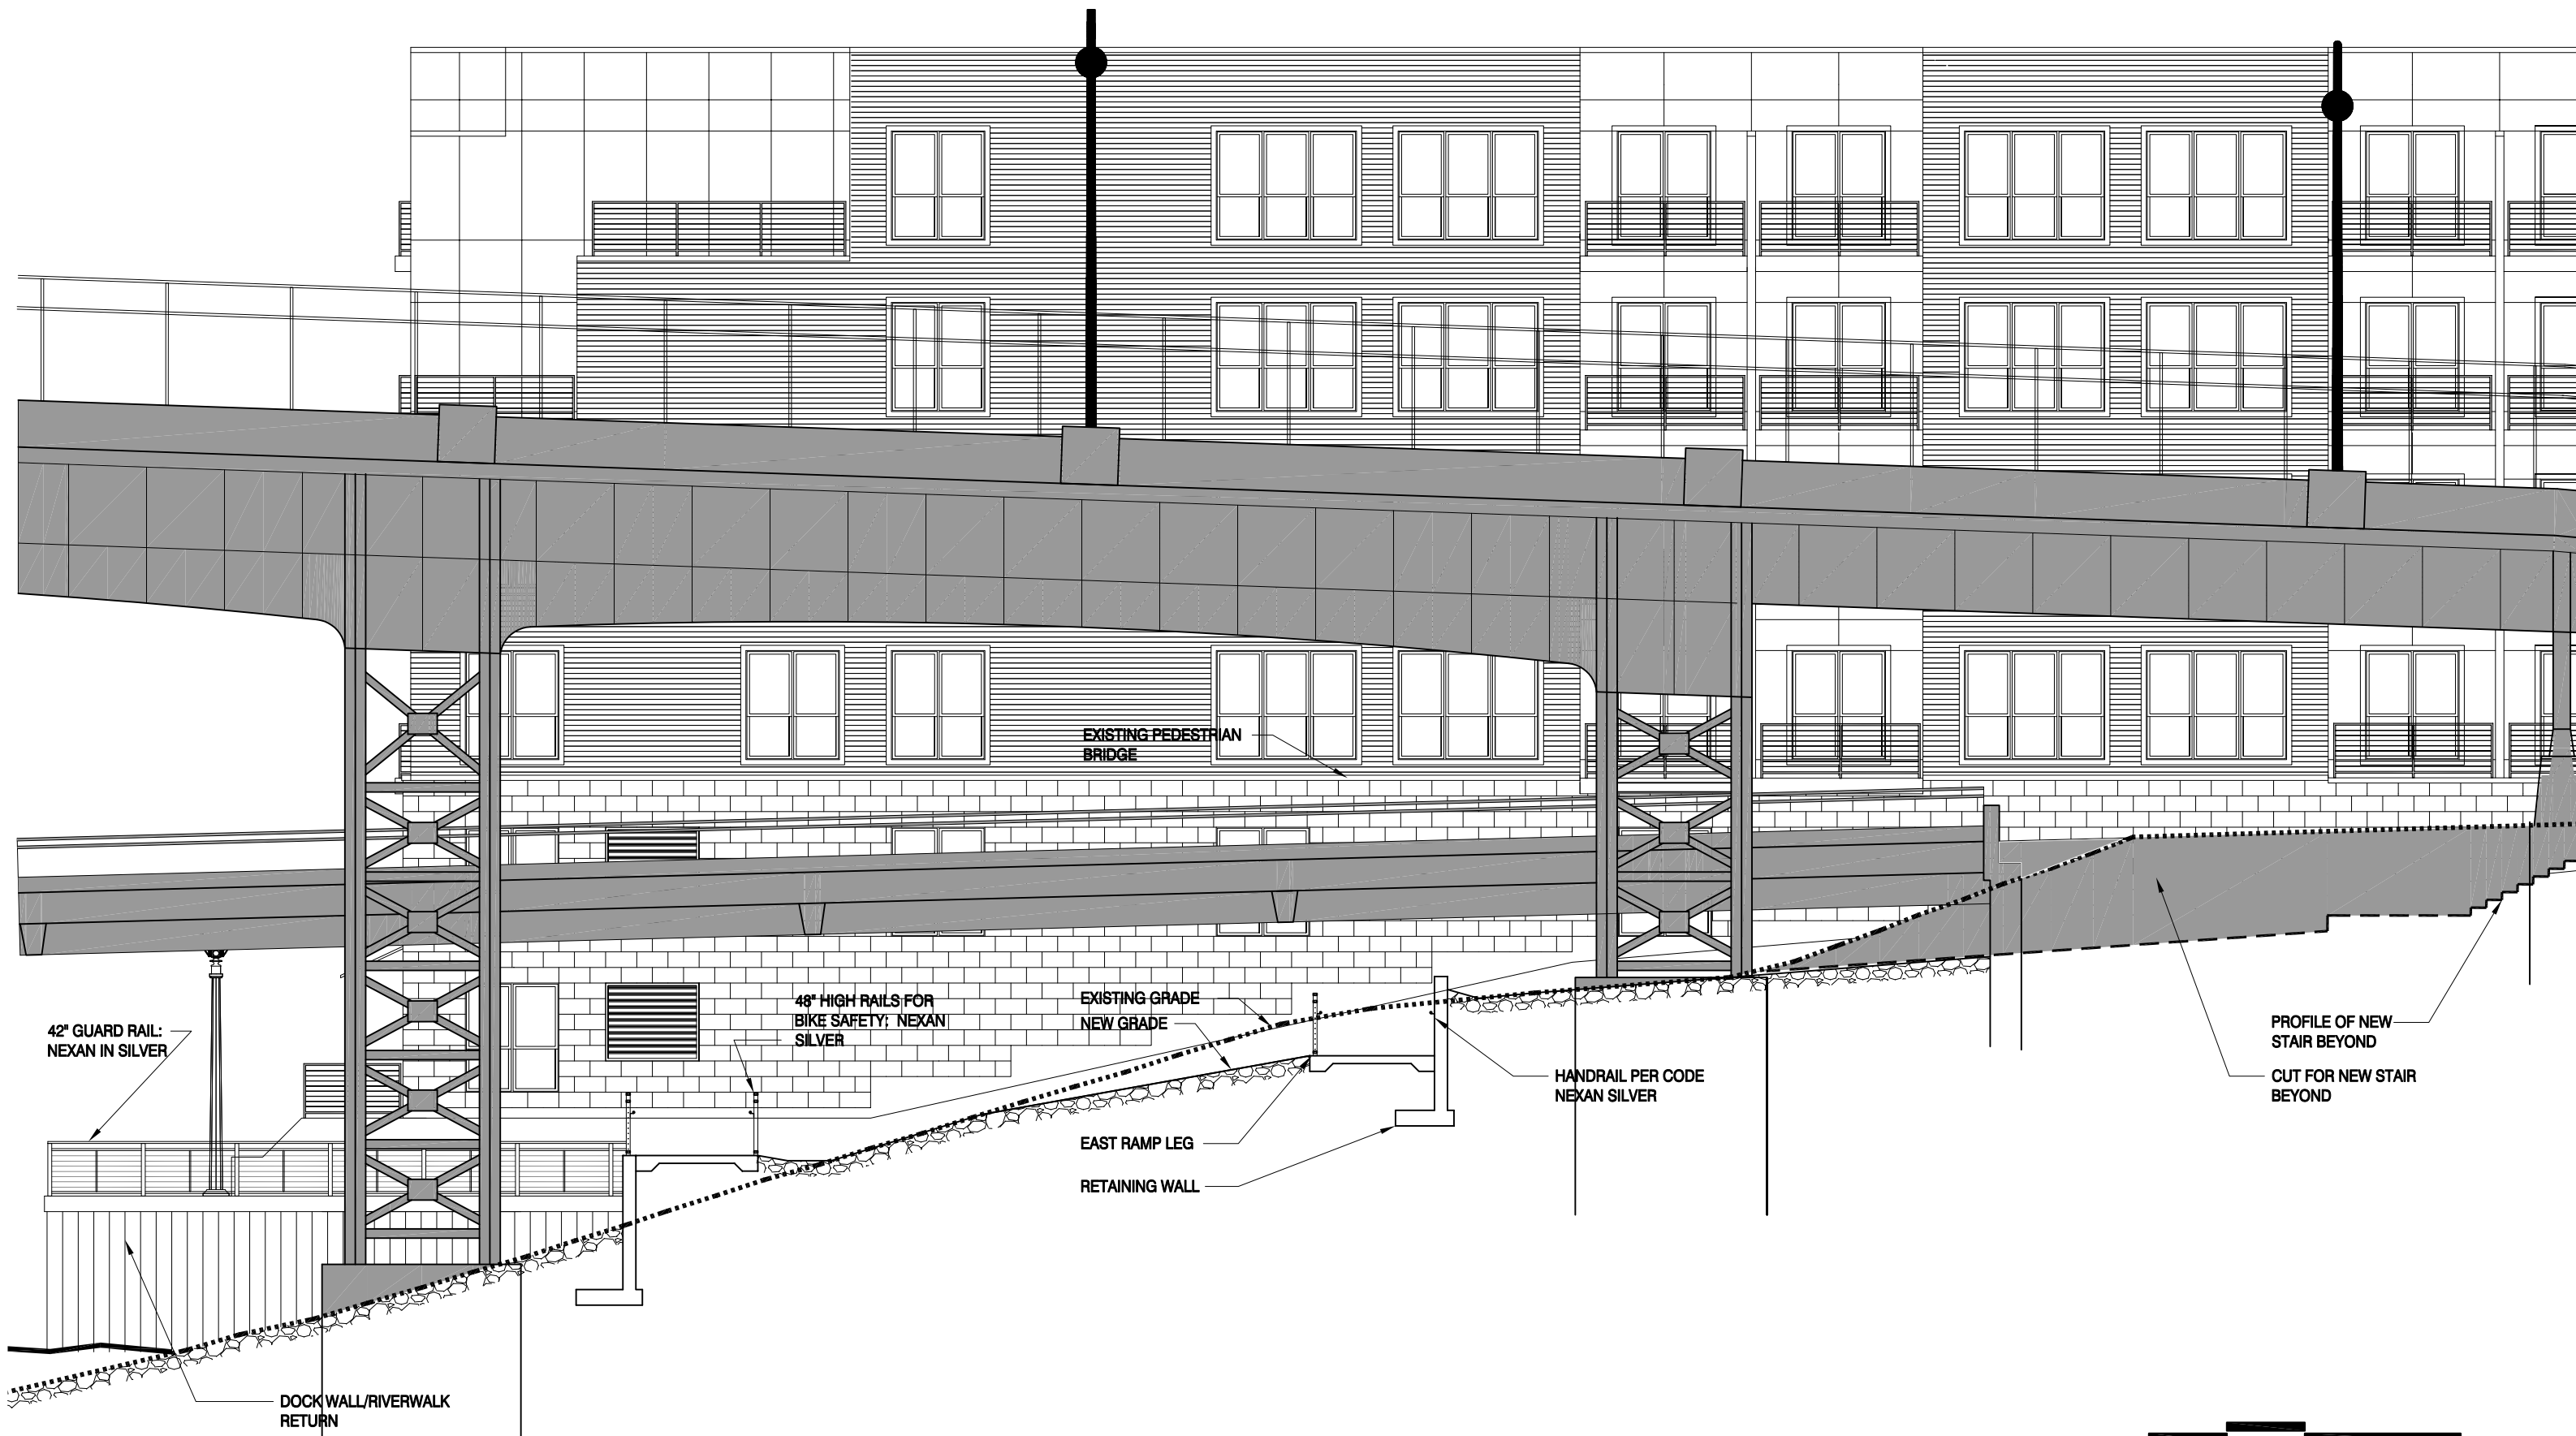 EXISTING PEDESTRIAN
BRIDGE
48" HIGH RAILS FOR
BIKE SAFETY; NEXAN
SILVER
EXISTING GRADE
NEW GRADE
42" GUARD RAIL:
NEXAN IN SILVER
PROFILE OF NEW
STAIR BEYOND
HANDRAIL PER CODE
NEXAN SILVER
CUT FOR NEW STAIR
BEYOND
EAST RAMP LEG
RETAINING WALL
DOCK WALL/RIVERWALK
RETURN